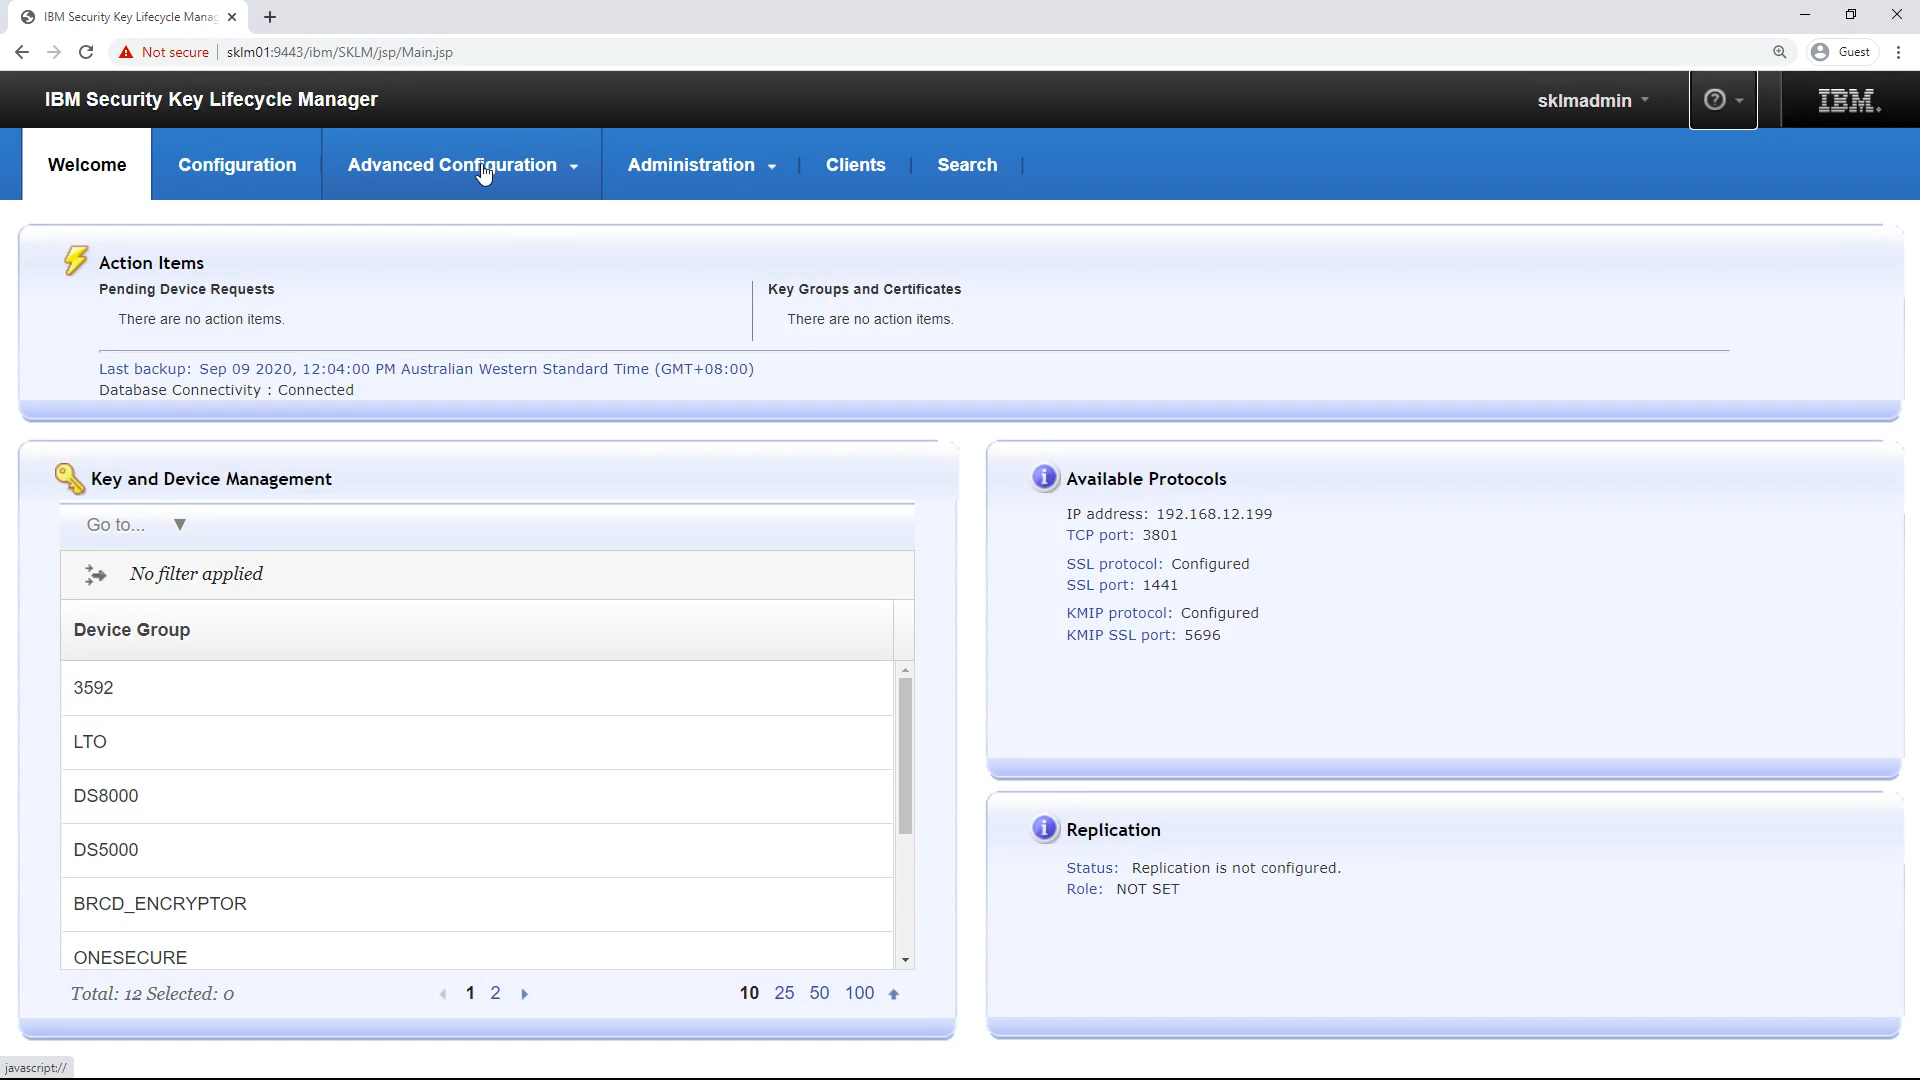 IBM Security Key Lifecycle Manag
Not secure
sklm01:9443/ibm/SKLM/jsp/Main.jsp
Guest
IBM Security Key Lifecycle Manager
sklmadmin
IBM
Welcome
Configuration
Advanced Configuration
Administration
Clients
Search
Action Items
Pending Device Requests
There are no action items.
Key Groups and Certificates
There are no action items.
Last backup: Sep 09 2020, 12:04:00 PM Australian Western Standard Time (GMT+08:00)
Database Connectivity : Connected
Key and Device Management
Go to...
No filter applied
Device Group
3592
LTO
DS8000
DS5000
BRCD_ENCRYPTOR
ONESECURE
Total: 12 Selected: 0
1 2
10 25 50 100
Available Protocols
IP address: 192.168.12.199
TCP port: 3801
SSL protocol: Configured
SSL port: 1441
KMIP protocol: Configured
KMIP SSL port: 5696
Replication
Status: Replication is not configured.
Role: NOT SET
javascript://